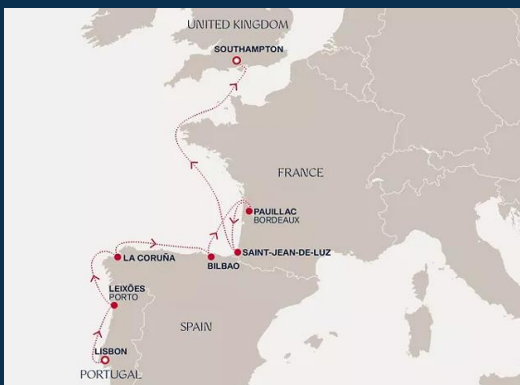 UNITED KINGDOM
SOUTHAMPTON
FRANCE
PAUILLAC
BORDEAUX
SAINT-JEAN-DE-LUZ
LA CORUÑA
BILBAO
LEIXÕES
PORTO
SPAIN
LISBON
PORTUGAL